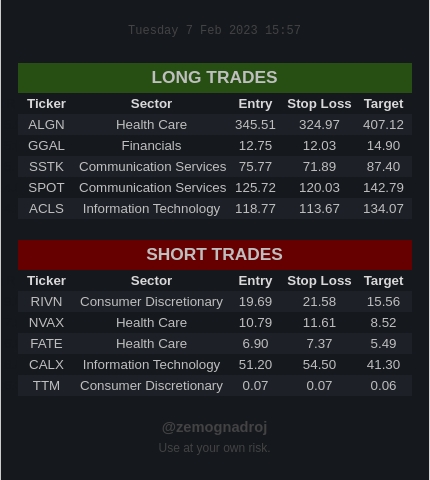 Tuesday 7 Feb 2023 15:57
LONG TRADES
Ticker Sector Entry Stop Loss Target
ALGN Health Care 345.51 324.97 407.12
GGAL Financials 12.75 12.03 14.90
SSTK Communication Services 75.77 71.89 87.40
SPOT Communication Services 125.72 120.03 142.79
ACLS Information Technology 118.77 113.67 134.07
SHORT TRADES
Ticker Sector Entry Stop Loss Target
RIVN Consumer Discretionary 19.69 21.58 15.56
NVAX Health Care 10.79 11.61 8.52
FATE Health Care 6.90 7.37 5.49
CALX Information Technology 51.20 54.50 41.30
TTM Consumer Discretionary 0.07 0.07 0.06
@zemognadroj
Use at your own risk.